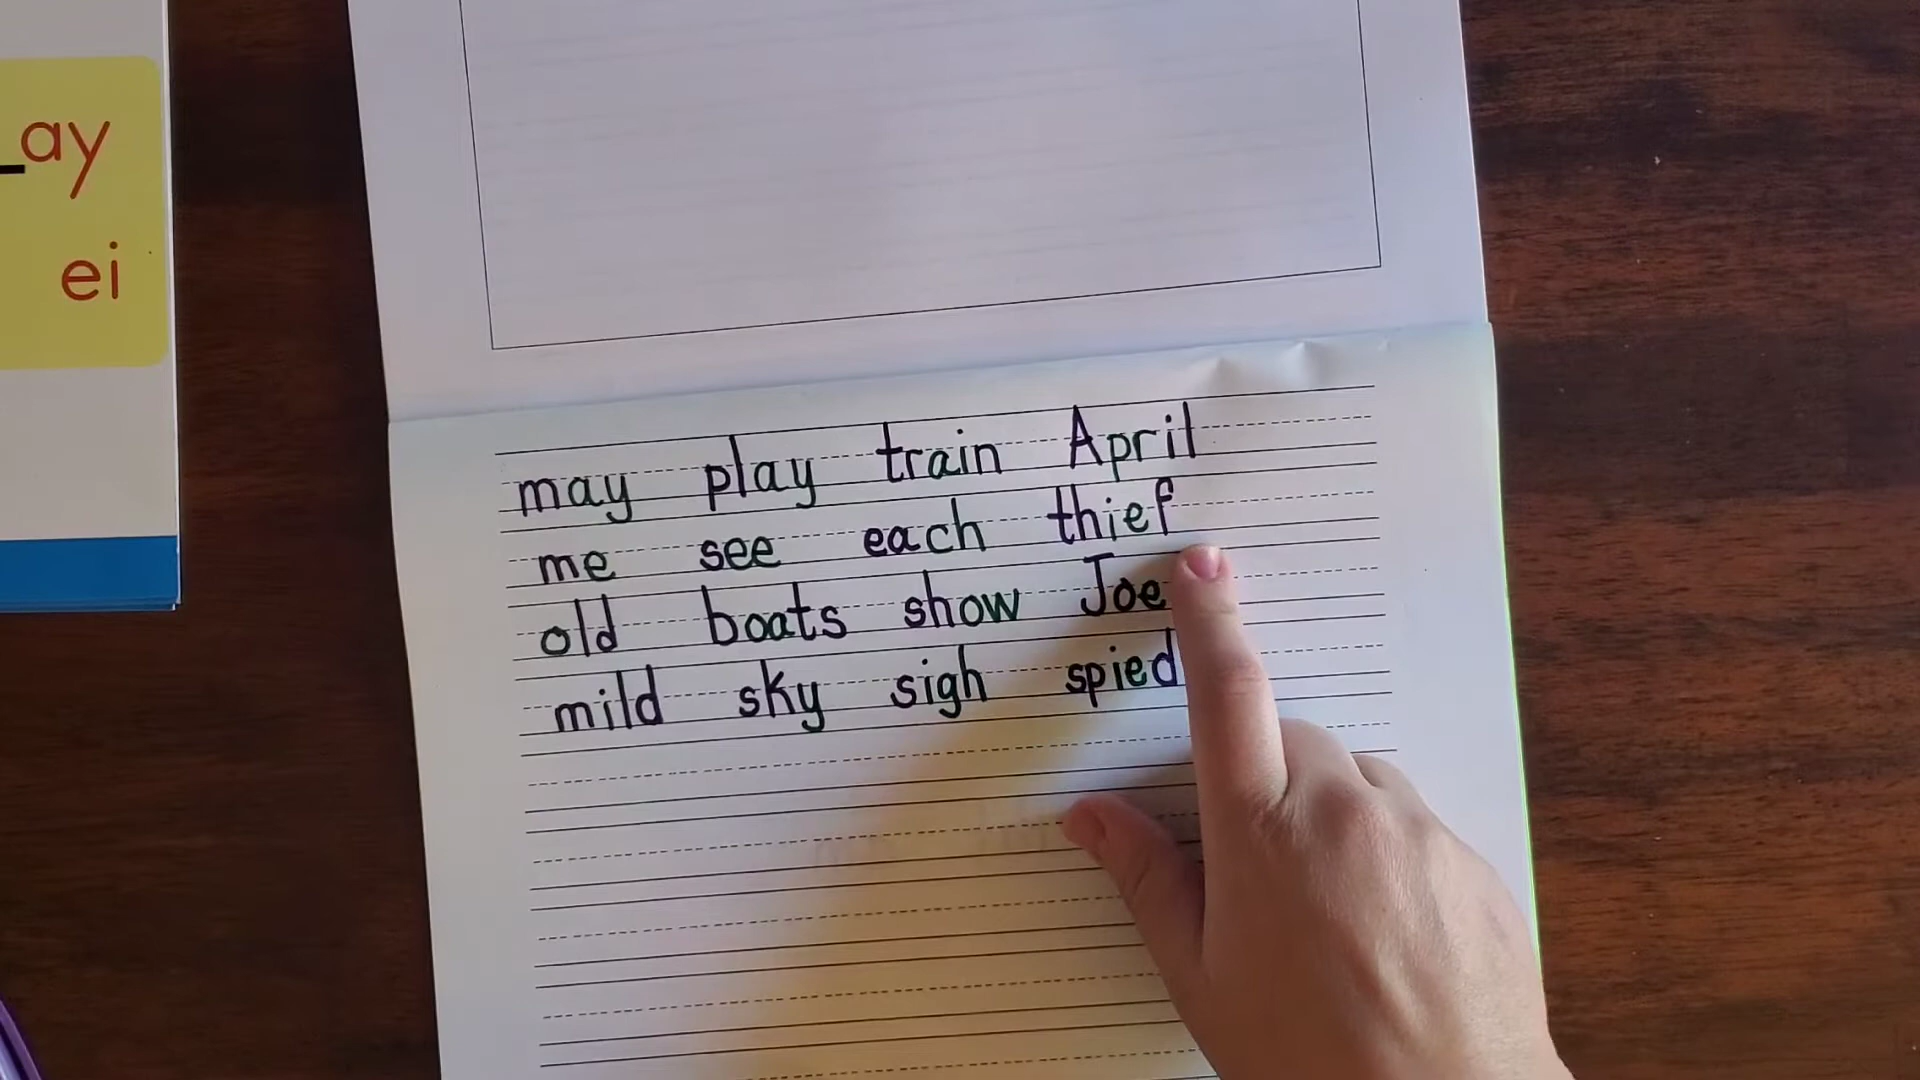 ay
ei
may play train April
me see each thief
old boats show Joe
mild sky sigh spied